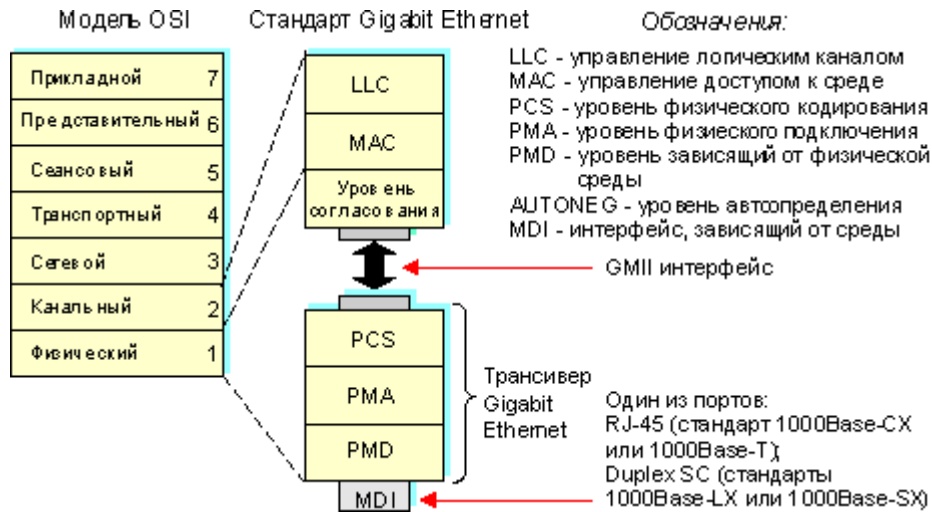 Модель OSI
Стандарт Gigabit Ethernet
Обозначения:
Прикладной 7
Представительный 6
Сеансовый 5
Транспортный 4
Сетевой 3
Канальный 2
Физический 1
LLC
MAC
Уровень
согласования
LLC - управление логическим каналом
MAC - управление доступом к среде
PCS - уровень физического кодирования
PMA - уровень физиеского подключения
PMD - уровень зависящий от физической
среды
AUTONEG - уровень автоопределения
MDI - интерфейс, зависящий от среды
GMII интерфейс
PCS
PMA
PMD
MDI
Трансивер
Gigabit
Ethernet
Один из портов:
RJ-45 (стандарт 1000Base-CX
или 1000Base-T);
Duplex SC (стандарты
1000Base-LX или 1000Base-SX)